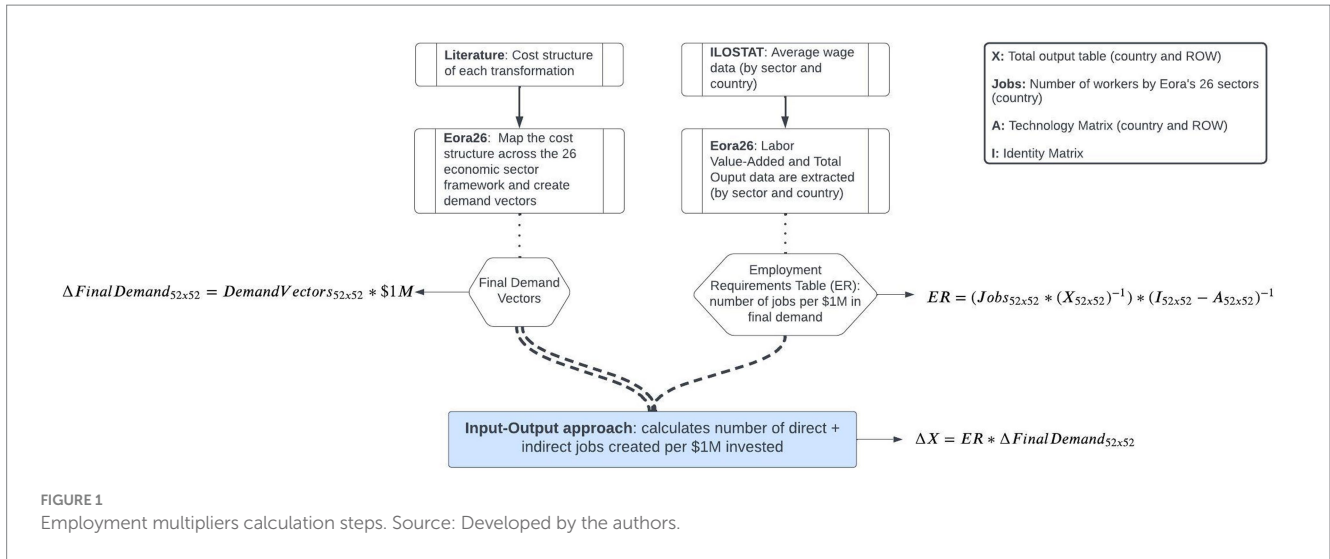 Literature: Cost structure
of each transformation
ILOSTAT: Average wage
data (by sector and
country)
X: Total output table (country and ROW)
Jobs: Number of workers by Eora's 26 sectors
(country)
A: Technology Matrix (country and ROW)
I: Identity Matrix
Eora26: Map the cost
structure across the 26
economic sector
framework and create
demand vectors
Eora26: Labor
Value-Added and Total
Ouput data are extracted
(by sector and country)
ΔFinalDemand₅₂ₓ₅₂ = DemandVectors₅₂ₓ₅₂ * $1M
Final Demand
Vectors
Employment
Requirements Table (ER):
number of jobs per $1M in
final demand
ER = (Jobs₅₂ₓ₅₂ * (X₅₂ₓ₅₂)⁻¹) * (I₅₂ₓ₅₂ − A₅₂ₓ₅₂)⁻¹
Input-Output approach: calculates number of direct +
indirect jobs created per $1M invested
ΔX = ER * ΔFinalDemand₅₂ₓ₅₂
FIGURE 1
Employment multipliers calculation steps. Source: Developed by the authors.